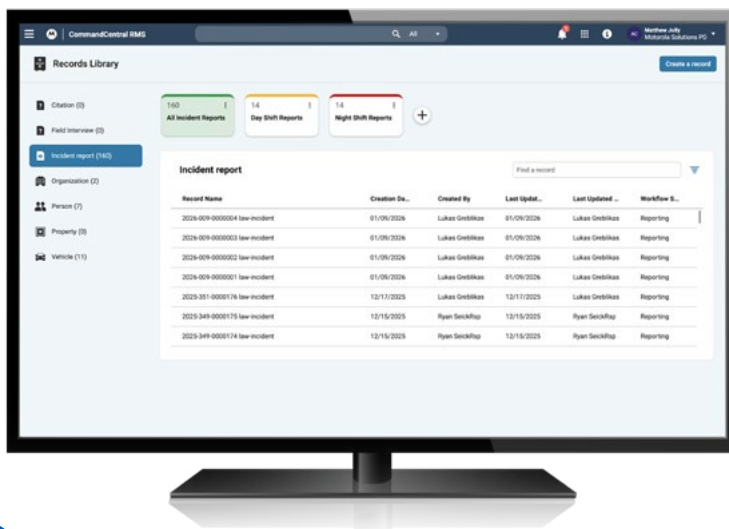 CommandCentral RMS
All
Matthew Jolly
Motorola Solutions PD
Records Library
Create a record
Citation (0)
Field Interview (0)
Incident report (160)
Organization (2)
Person (7)
Property (0)
Vehicle (11)
160
All Incident Reports
14
Day Shift Reports
14
Night Shift Reports
Incident report
Find a record
Record Name Creation Da... Created By Last Updat... Last Updated ... Workflow S...
2026-009-0000004 law-incident 01/09/2026 Lukas Greblikas 01/09/2026 Lukas Greblikas Reporting
2026-009-0000003 law-incident 01/09/2026 Lukas Greblikas 01/09/2026 Lukas Greblikas Reporting
2026-009-0000002 law-incident 01/09/2026 Lukas Greblikas 01/09/2026 Lukas Greblikas Reporting
2026-009-0000001 law-incident 01/09/2026 Lukas Greblikas 01/09/2026 Lukas Greblikas Reporting
2025-351-0000176 law-incident 12/17/2025 Lukas Greblikas 12/17/2025 Lukas Greblikas Reporting
2025-349-0000175 law-incident 12/15/2025 Ryan SeickRsp 12/15/2025 Ryan SeickRsp Reporting
2025-349-0000174 law-incident 12/15/2025 Ryan SeickRsp 12/15/2025 Ryan SeickRsp Reporting